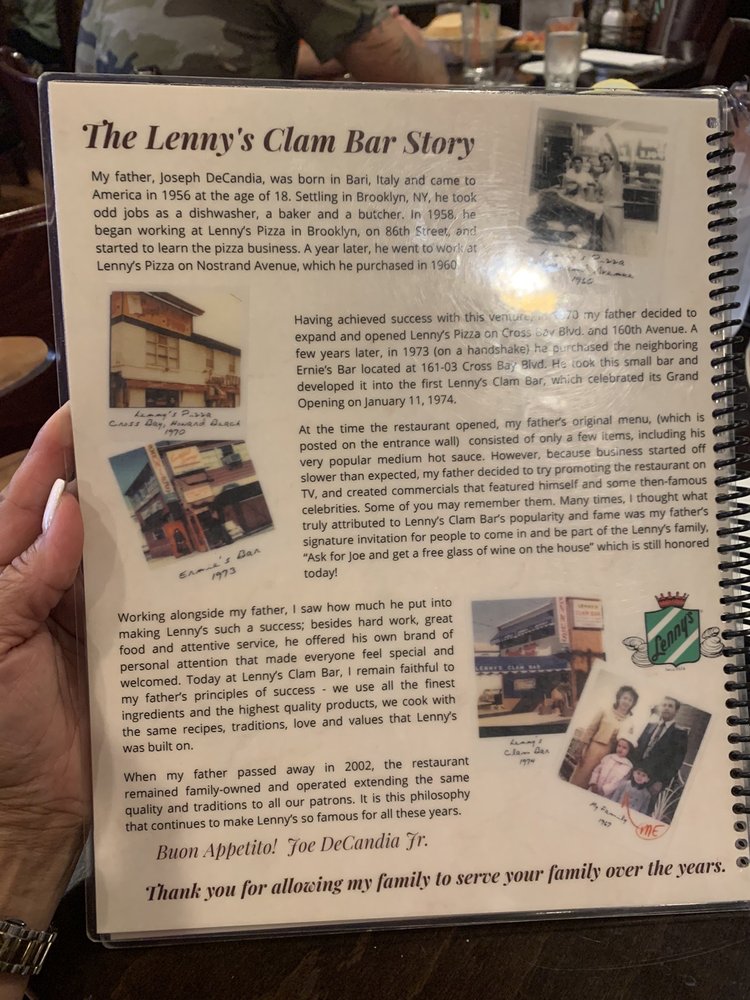 The Lenny's Clam Bar Story
My father, Joseph DeCandia, was born in Bari, Italy and came to
America in 1956 at the age of 18. Settling in Brooklyn, NY, he took
odd jobs as a dishwasher, a baker and a butcher. In 1958, he
began working at Lenny's Pizza in Brooklyn, on 86th Street, and
started to learn the pizza business. A year later, he went to work at
Lenny's Pizza on Nostrand Avenue, which he purchased in 1960.
Lenny's Pizza
Avenue
1960
Having achieved success with this venture, in 1970 my father decided to
expand and opened Lenny's Pizza on Cross Bay Blvd. and 160th Avenue. A
few years later, in 1973 (on a handshake) he purchased the neighboring
Ernie's Bar located at 161-03 Cross Bay Blvd. He took this small bar and
developed it into the first Lenny's Clam Bar, which celebrated its Grand
Opening on January 11, 1974.
Lenny's Pizza
Cross Bay, Howard Beach
1970
At the time the restaurant opened, my father's original menu, (which is
posted on the entrance wall) consisted of only a few items, including his
very popular medium hot sauce. However, because business started off
slower than expected, my father decided to try promoting the restaurant on
TV, and created commercials that featured himself and some then-famous
celebrities. Some of you may remember them. Many times, I thought what
truly attributed to Lenny's Clam Bar's popularity and fame was my father's
signature invitation for people to come in and be part of the Lenny's family,
"Ask for Joe and get a free glass of wine on the house" which is still honored
today!
Ernie's Bar
1973
Working alongside my father, I saw how much he put into
making Lenny's such a success; besides hard work, great
food and attentive service, he offered his own brand of
personal attention that made everyone feel special and
welcomed. Today at Lenny's Clam Bar, I remain faithful to
my father's principles of success - we use all the finest
ingredients and the highest quality products, we cook with
the same recipes, traditions, love and values that Lenny's
was built on.
LENNY'S CLAM BAR
Lenny's
Clam Bar
1974
Lenny's
My Family
1967
ME
When my father passed away in 2002, the restaurant
remained family-owned and operated extending the same
quality and traditions to all our patrons. It is this philosophy
that continues to make Lenny's so famous for all these years.
Buon Appetito! Joe DeCandia Jr.
Thank you for allowing my family to serve your family over the years.